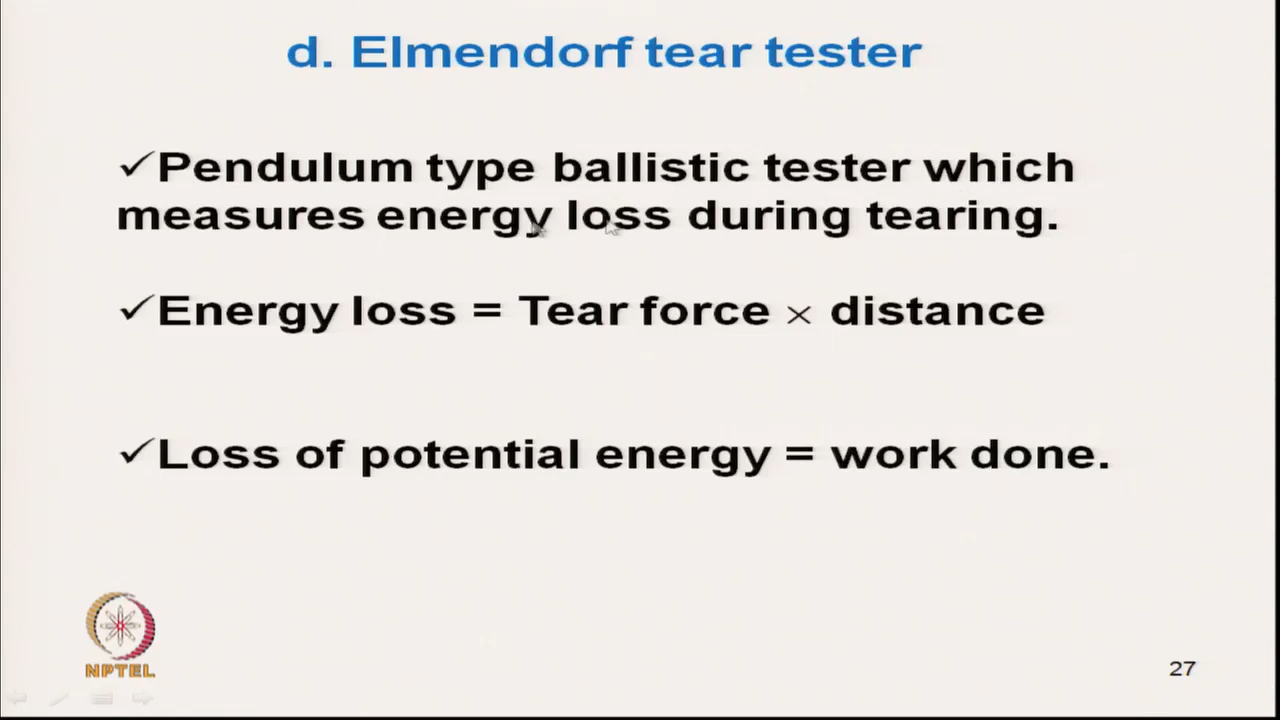 d. Elmendorf tear tester
✓Pendulum type ballistic tester which
measures energy loss during tearing.
✓Energy loss = Tear force × distance
✓Loss of potential energy = work done.
NPTEL
27